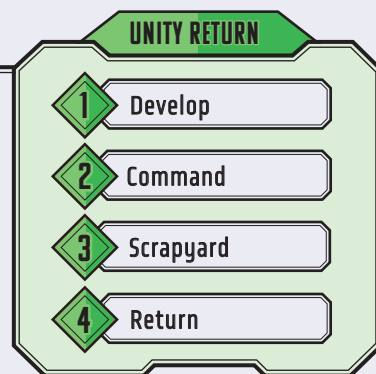 UNITY RETURN
1 Develop
2 Command
3 Scrapyard
4 Return